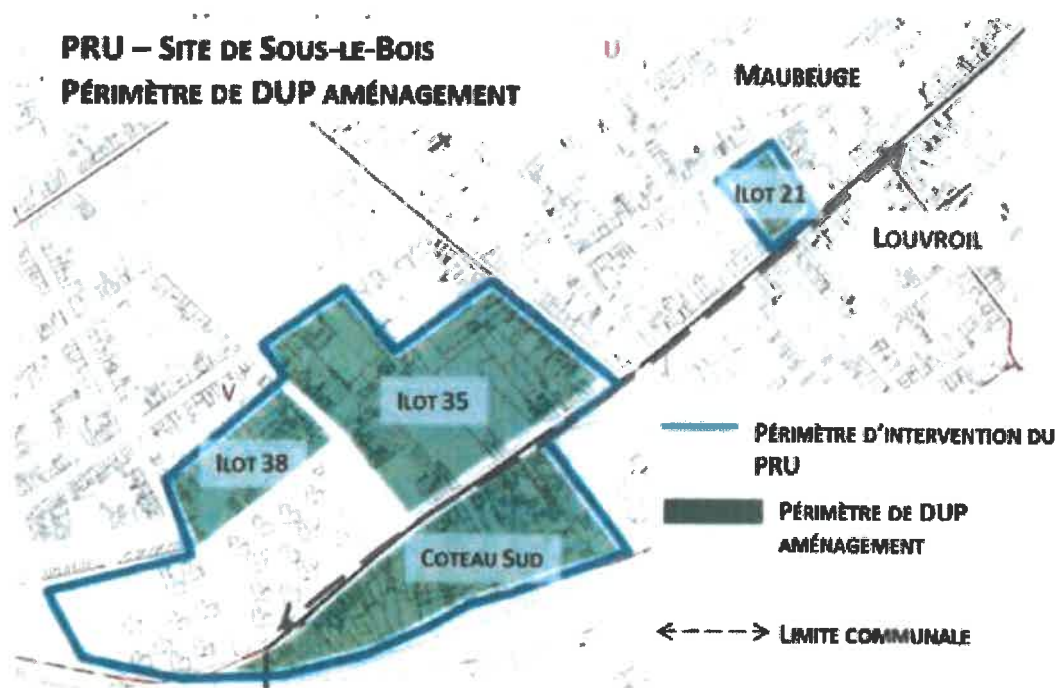 PRU – SITE DE SOUS-LE-BOIS
PÉRIMÈTRE DE DUP AMÉNAGEMENT
U
MAUBEUGE
ILOT 21
LOUVROIL
ILOT 35
V
ILOT 38
COTEAU SUD
PÉRIMÈTRE D'INTERVENTION DU
PRU
PÉRIMÈTRE DE DUP
AMÉNAGEMENT
LIMITE COMMUNALE